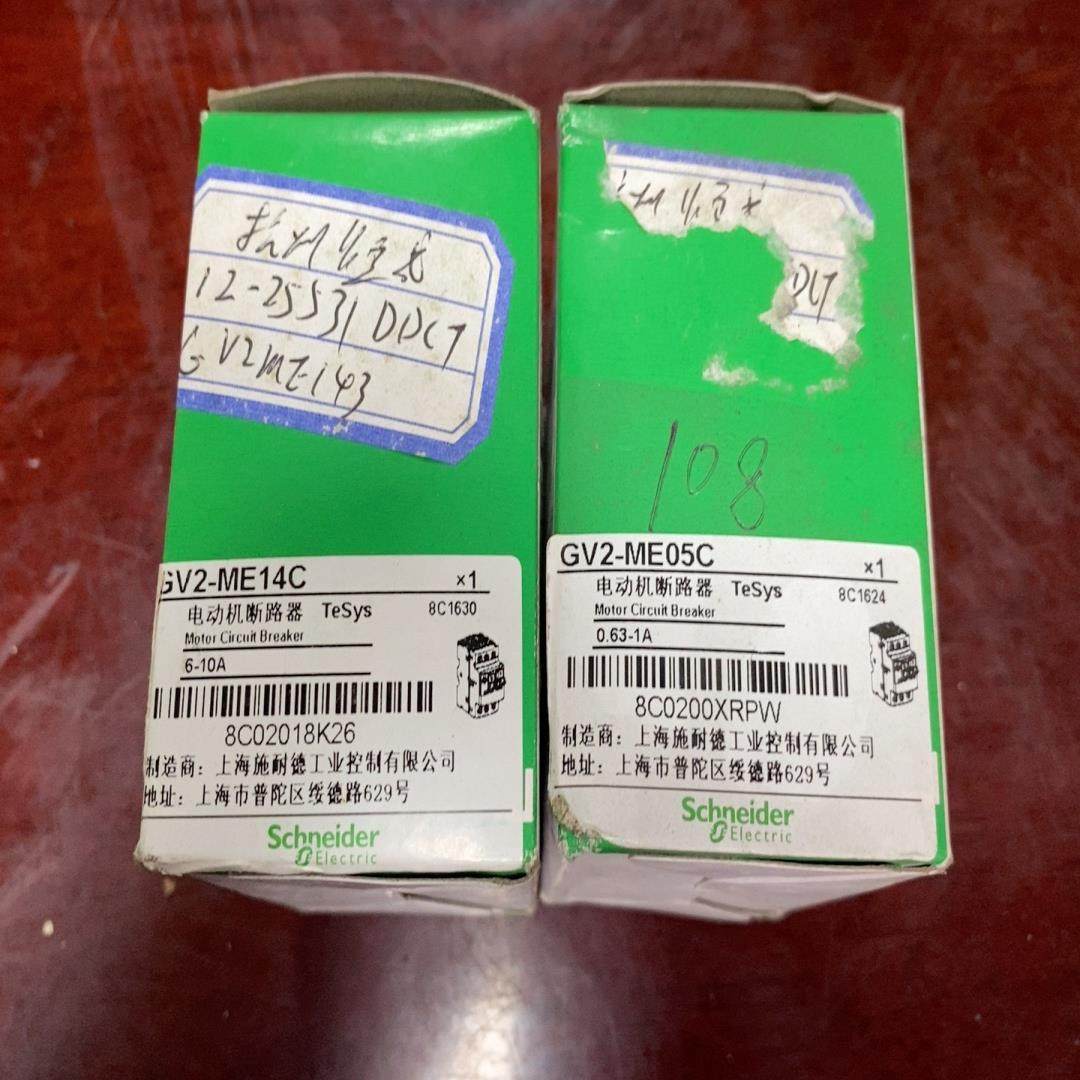 12-25531 DDCT
GV2ME143
GV2-ME14C
×1
电动机断路器 TeSys
8C1630
Motor Circuit Breaker
6-10A
8C02018K26
制造商：上海施耐德工业控制有限公司
地址：上海市普陀区绥德路629号
Schneider
Electric
108
GV2-ME05C
×1
电动机断路器 TeSys
8C1624
Motor Circuit Breaker
0.63-1A
8C0200XRPW
制造商：上海施耐德工业控制有限公司
地址：上海市普陀区绥德路629号
Schneider
Electric